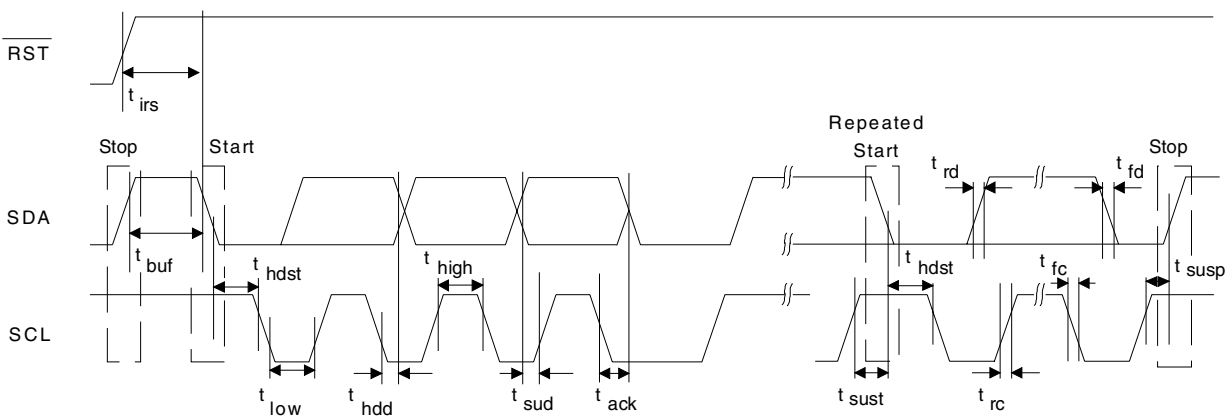 RST
t irs
Repeated
Stop Start Start Stop
t rd t fd
SDA
t buf t hdst t high t hdst t fc t susp
SCL
t low t hdd t sud t ack t sust t rc